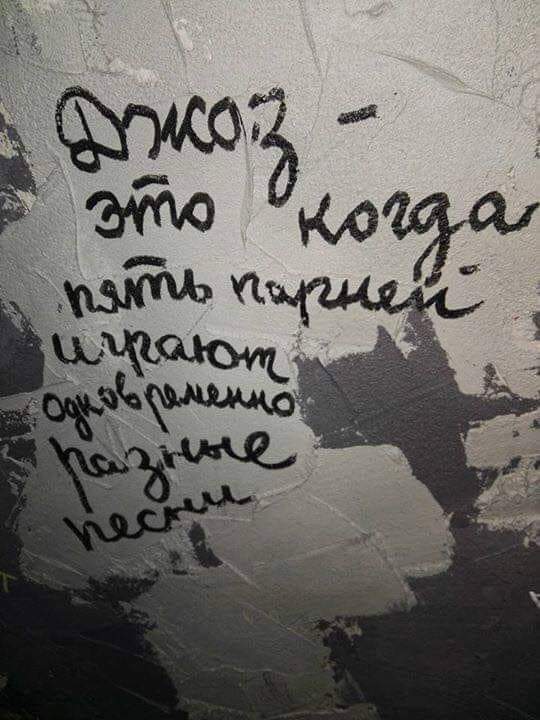 Джоз -
это когда
пять парней
играют
одновременно
разные
песни